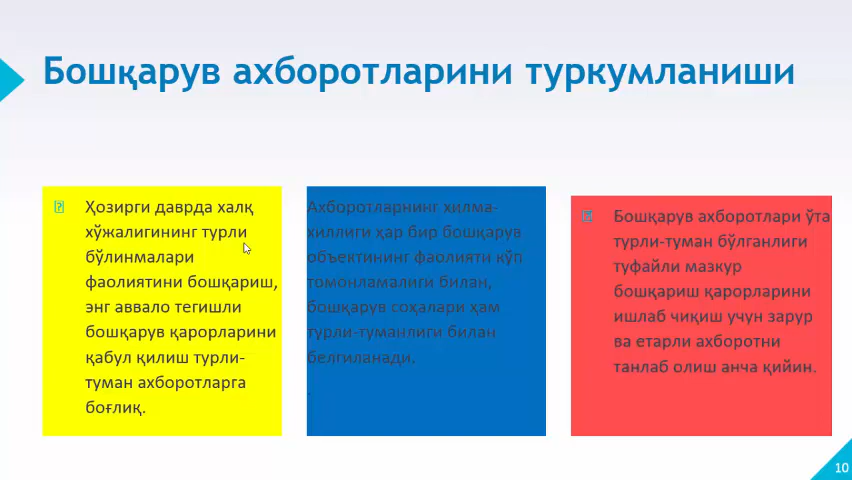 Бошқарув ахборотларини туркумланиши
Ҳозирги даврда халқ
хўжалигининг турли
бўлинмалари
фаолиятини бошқариш,
энг аввало тегишли
бошқарув қарорларини
қабул қилиш турли-
туман ахборотларга
боғлиқ.
Ахборотларнинг хилма-
хиллиги ҳар бир бошқарув
объектининг фаолияти кўп
томонламалиги билан,
бошқарув соҳалари ҳам
турли-туманлиги билан
белгиланади.
.
Бошқарув ахборотлари ўта
турли-туман бўлганлиги
туфайли мазкур
бошқариш қарорларини
ишлаб чиқиш учун зарур
ва етарли ахборотни
танлаб олиш анча қийин.
10